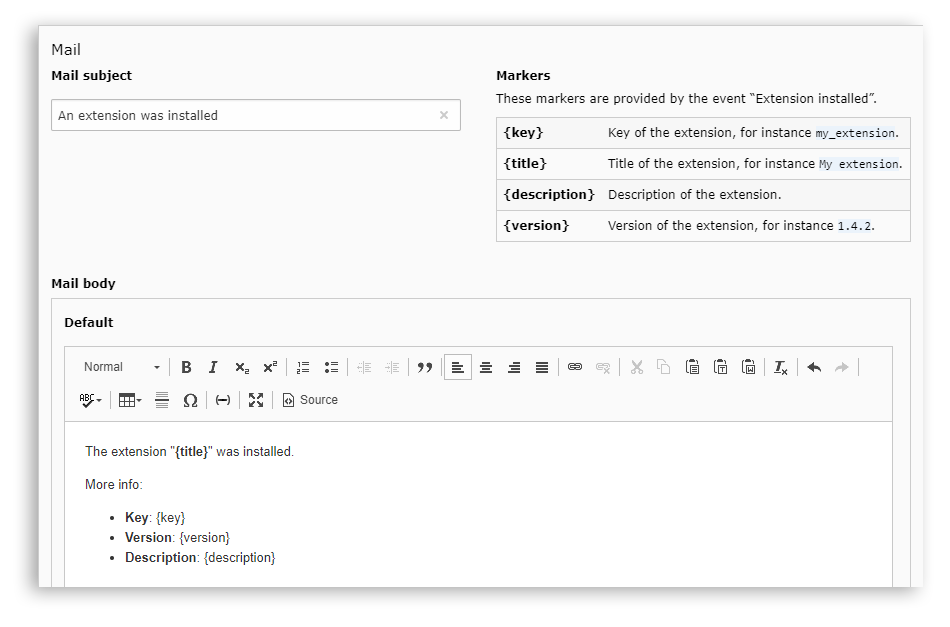 Mail
Mail subject
An extension was installed
Markers
These markers are provided by the event “Extension installed”.
{key} Key of the extension, for instance my_extension.
{title} Title of the extension, for instance My extension.
{description} Description of the extension.
{version} Version of the extension, for instance 1.4.2.
Mail body
Default
Normal B I x₂ x² Ω
ABC Source
The extension "{title}" was installed.
More info:
• Key: {key}
• Version: {version}
• Description: {description}